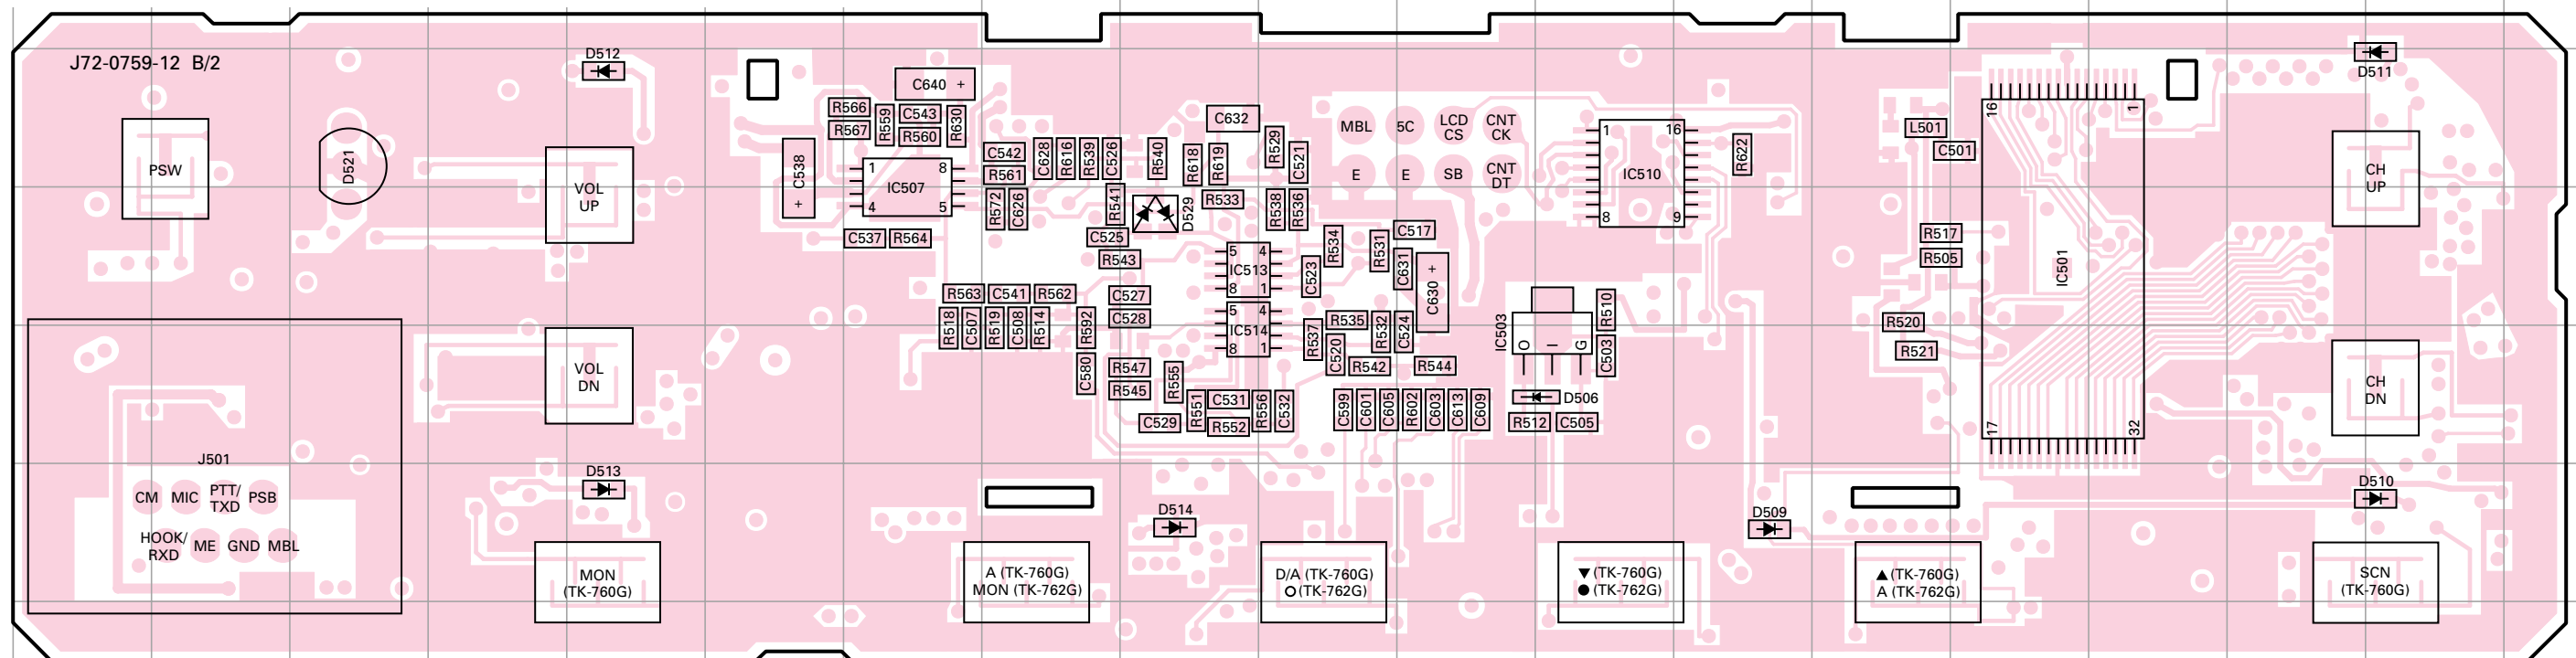 J72-0759-12 B/2
D512
D511
C640 +
R566
R559
C543
R630
R567
R560
C632
MBL
5C
LCD
CS
CNT
CK
E
E
SB
CNT
DT
1
16
IC510
8
9
R622
L501
C501
16
1
IC501
17
32
PSW
D521
VOL
UP
C538
+
1
8
IC507
4
5
C542
R561
C628
R616
R539
C526
R540
R618
R619
R529
C521
CH
UP
R572
C626
R541
D529
R533
R538
R536
C537
R564
C525
R543
5
4
IC513
8
1
R534
C523
R531
C517
C631
+
C630
R517
R505
R563
C541
R562
C527
C528
R518
C507
R513
C508
R514
R592
5
4
IC514
8
1
R535
R537
C520
R532
C524
R542
R544
IC503
O
I
G
R510
C503
R520
R521
VOL
DN
C580
R547
R545
R555
C529
R551
C531
R552
R556
C532
C599
C601
C605
R602
C603
C613
C609
D506
R512
C505
CH
DN
J501
CM
MIC
PTT/
TXD
PSB
HOOK/
RXD
ME
GND
MBL
D513
D514
D509
D510
MON
(TK-760G)
A (TK-760G)
MON (TK-762G)
D/A (TK-760G)
O (TK-762G)
▼(TK-760G)
●(TK-762G)
▲(TK-760G)
A (TK-762G)
SCN
(TK-760G)